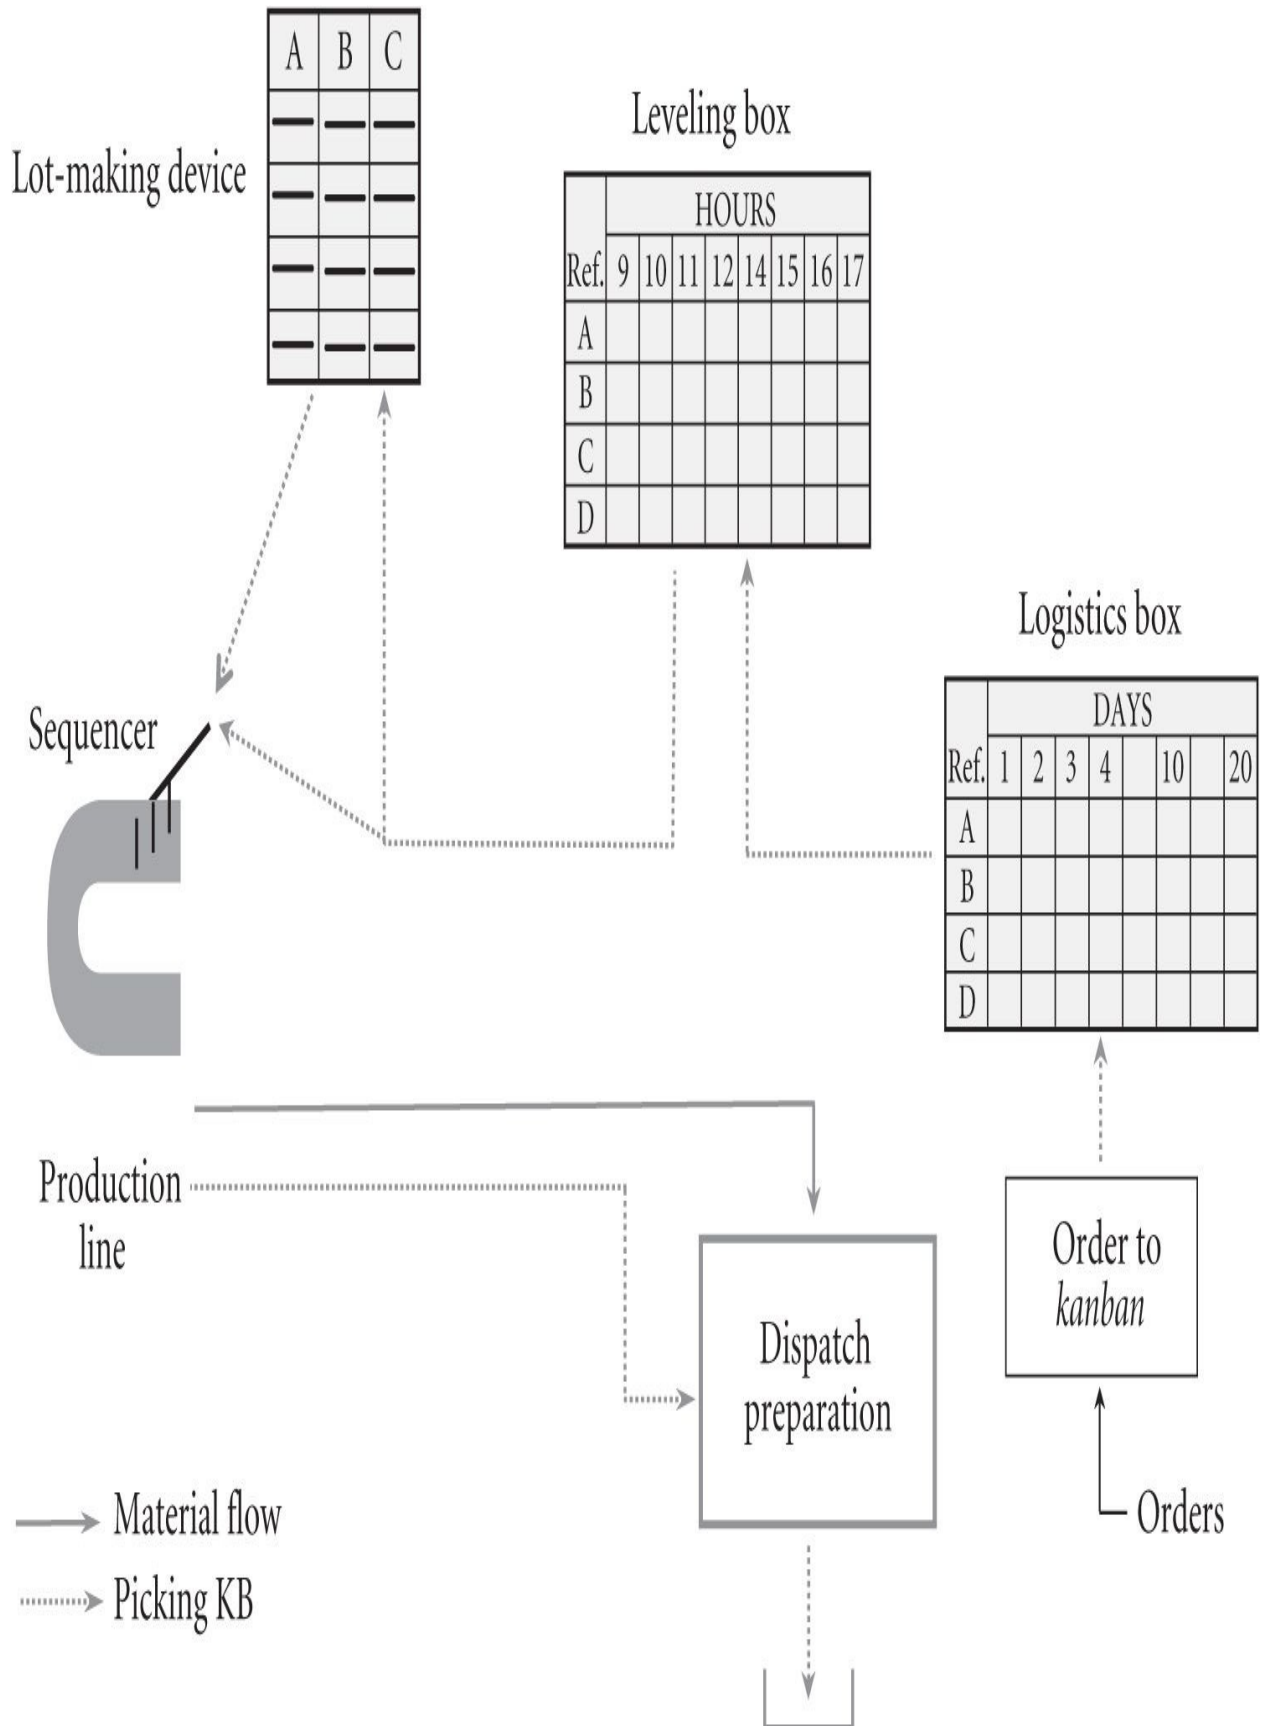 A B C
Lot-making device
Leveling box
HOURS
Ref. 9 10 11 12 14 15 16 17
A
B
C
D
Logistics box
DAYS
Ref. 1 2 3 4 10 20
A
B
C
D
Sequencer
Production
line
Order to
kanban
Dispatch
preparation
Orders
Material flow
Picking KB